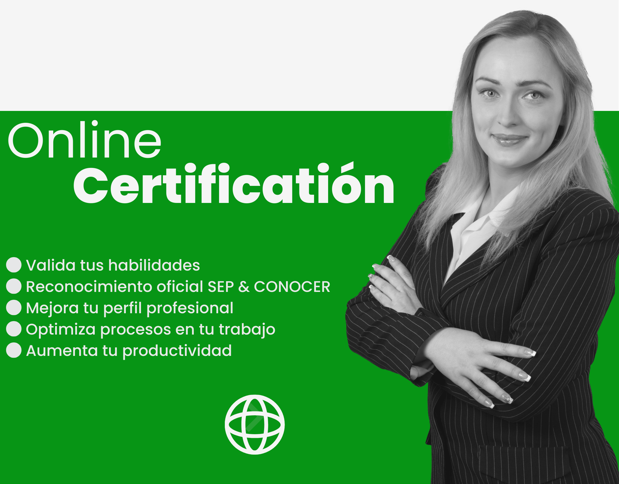 Online
Certificatión
Valida tus habilidades
Reconocimiento oficial SEP & CONOCER
Mejora tu perfil profesional
Optimiza procesos en tu trabajo
Aumenta tu productividad